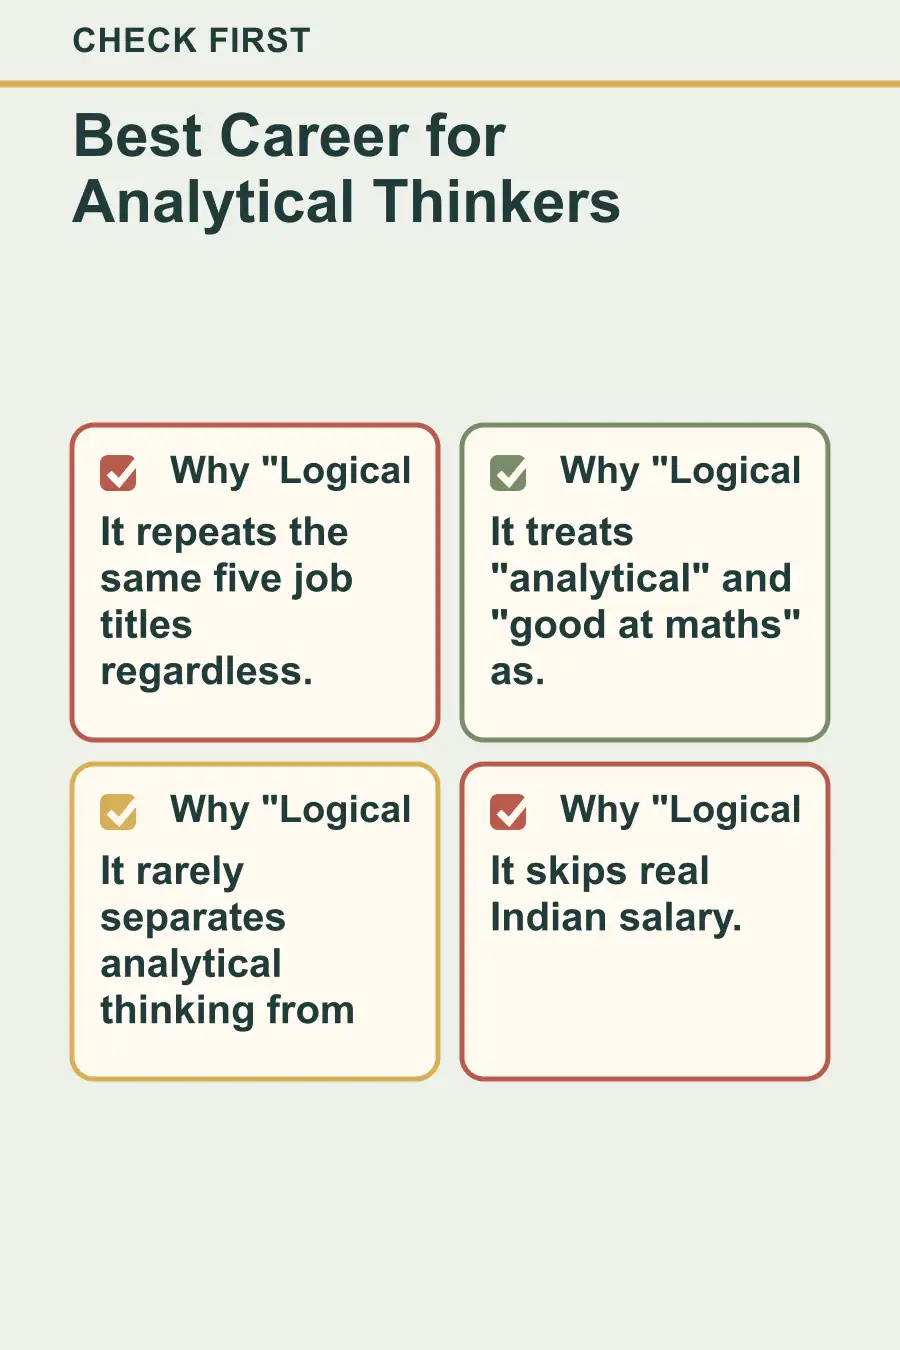 CHECK FIRST
Best Career for
Analytical Thinkers
Why "Logical
It repeats the
same five job
titles
regardless.
Why "Logical
It treats
"analytical" and
"good at maths"
as.
Why "Logical
It rarely
separates
analytical
thinking from
Why "Logical
It skips real
Indian salary.